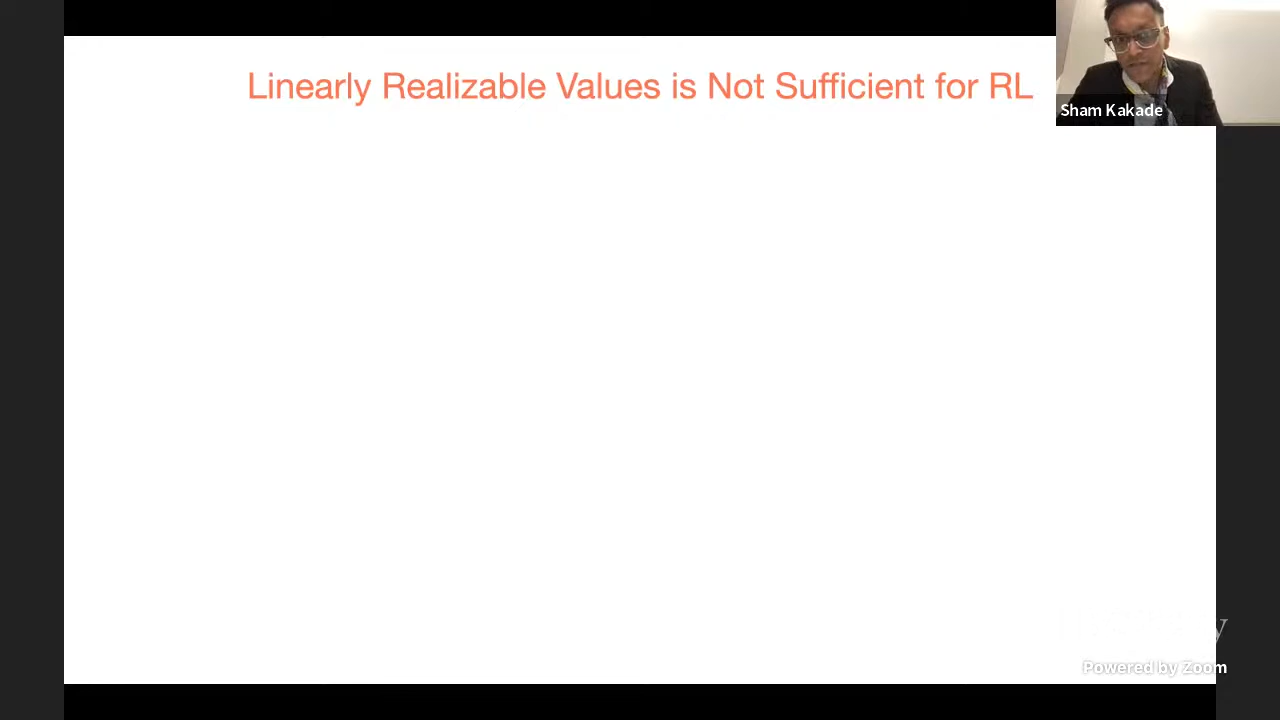 Linearly Realizable Values is Not Sufficient for RL
Sham Kakade
Powered by Zoom